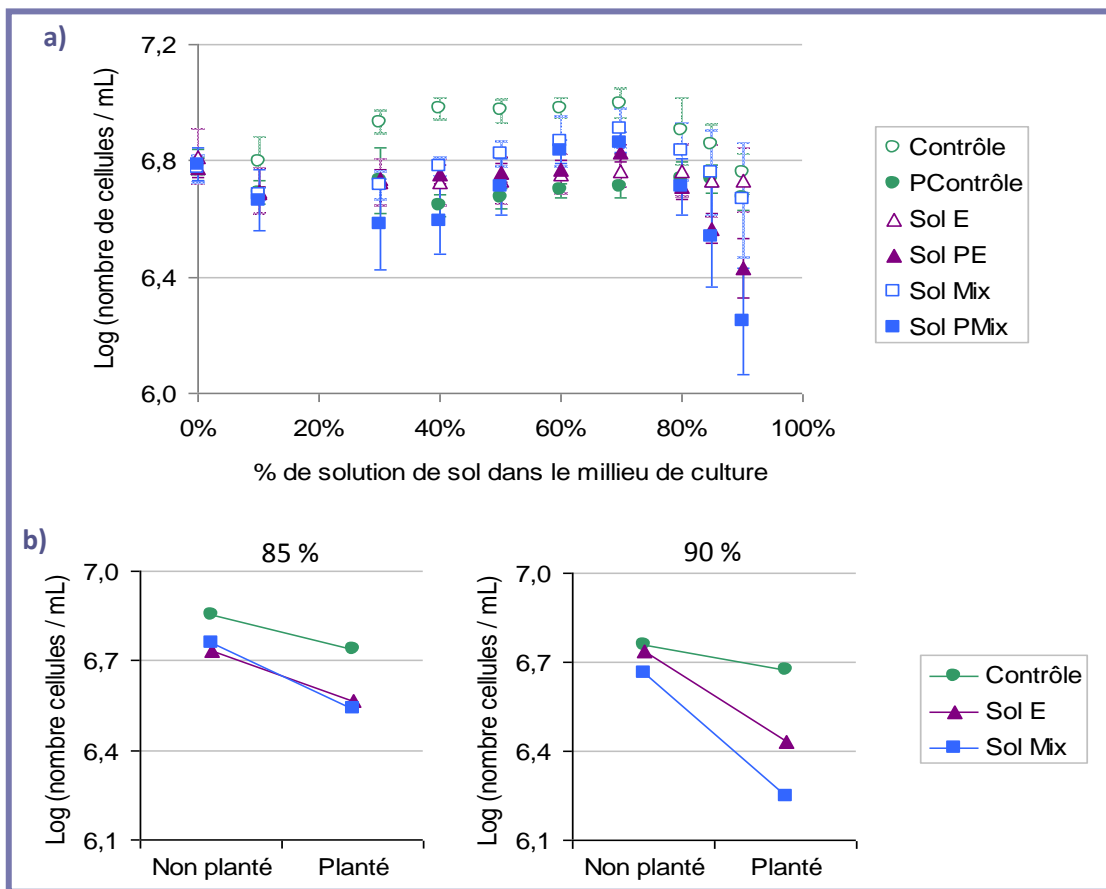 a)
7,2
6,8
6,4
6,0
Log (nombre de cellules / mL)
0%
20%
40%
60%
80%
100%
% de solution de sol dans le millieu de culture
Contrôle
PContrôle
Sol E
Sol PE
Sol Mix
Sol PMix
b)
85 %
7,0
6,7
6,4
6,1
Log (nombre cellules / mL)
Non planté
Planté
90 %
7,0
6,7
6,4
6,1
Log (nombre cellules / mL)
Non planté
Planté
Contrôle
Sol E
Sol Mix